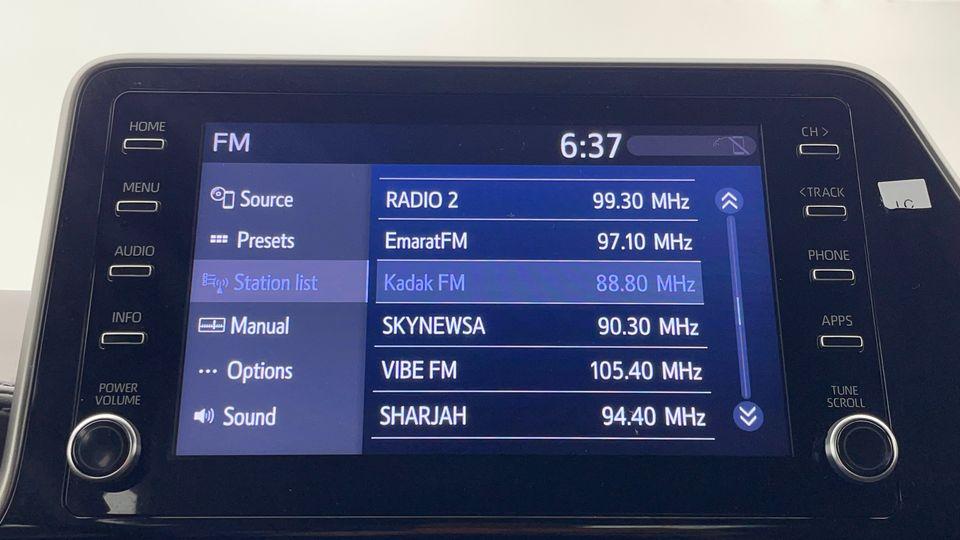 HOME
MENU
AUDIO
INFO
POWER
VOLUME
FM
6:37
Source
Presets
Station list
Manual
••• Options
Sound
RADIO 2 99.30 MHz
EmaratFM 97.10 MHz
Kadak FM 88.80 MHz
SKYNEWSA 90.30 MHz
VIBE FM 105.40 MHz
SHARJAH 94.40 MHz
CH >
< TRACK
PHONE
APPS
TUNE
SCROLL